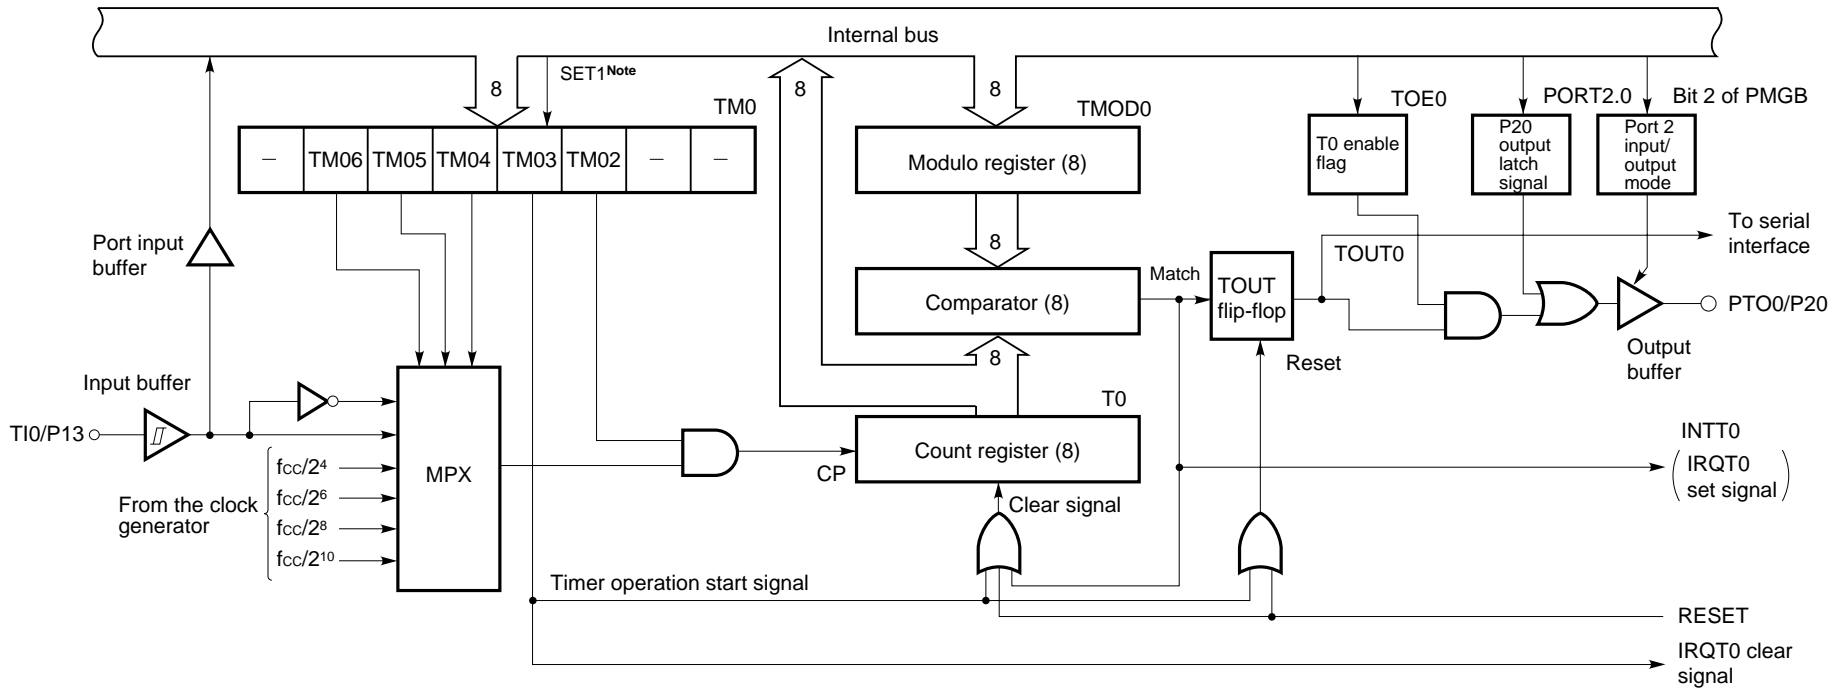 Internal bus
8
SET1Note
8
8
TM0
TMOD0
TOE0
PORT2.0
Bit 2 of PMGB
–
TM06
TM05
TM04
TM03
TM02
–
–
Modulo register (8)
T0 enable
flag
P20
output
latch
signal
Port 2
input/
output
mode
Port input
buffer
8
To serial
interface
TOUT0
Comparator (8)
Match
TOUT
flip-flop
PTO0/P20
8
Reset
Output
buffer
Input buffer
T0
TI0/P13
MPX
CP
Count register (8)
INTT0
IRQT0
set signal
From the clock
generator
fCC/2⁴
fCC/2⁶
fCC/2⁸
fCC/2¹⁰
Clear signal
Timer operation start signal
RESET
IRQT0 clear
signal